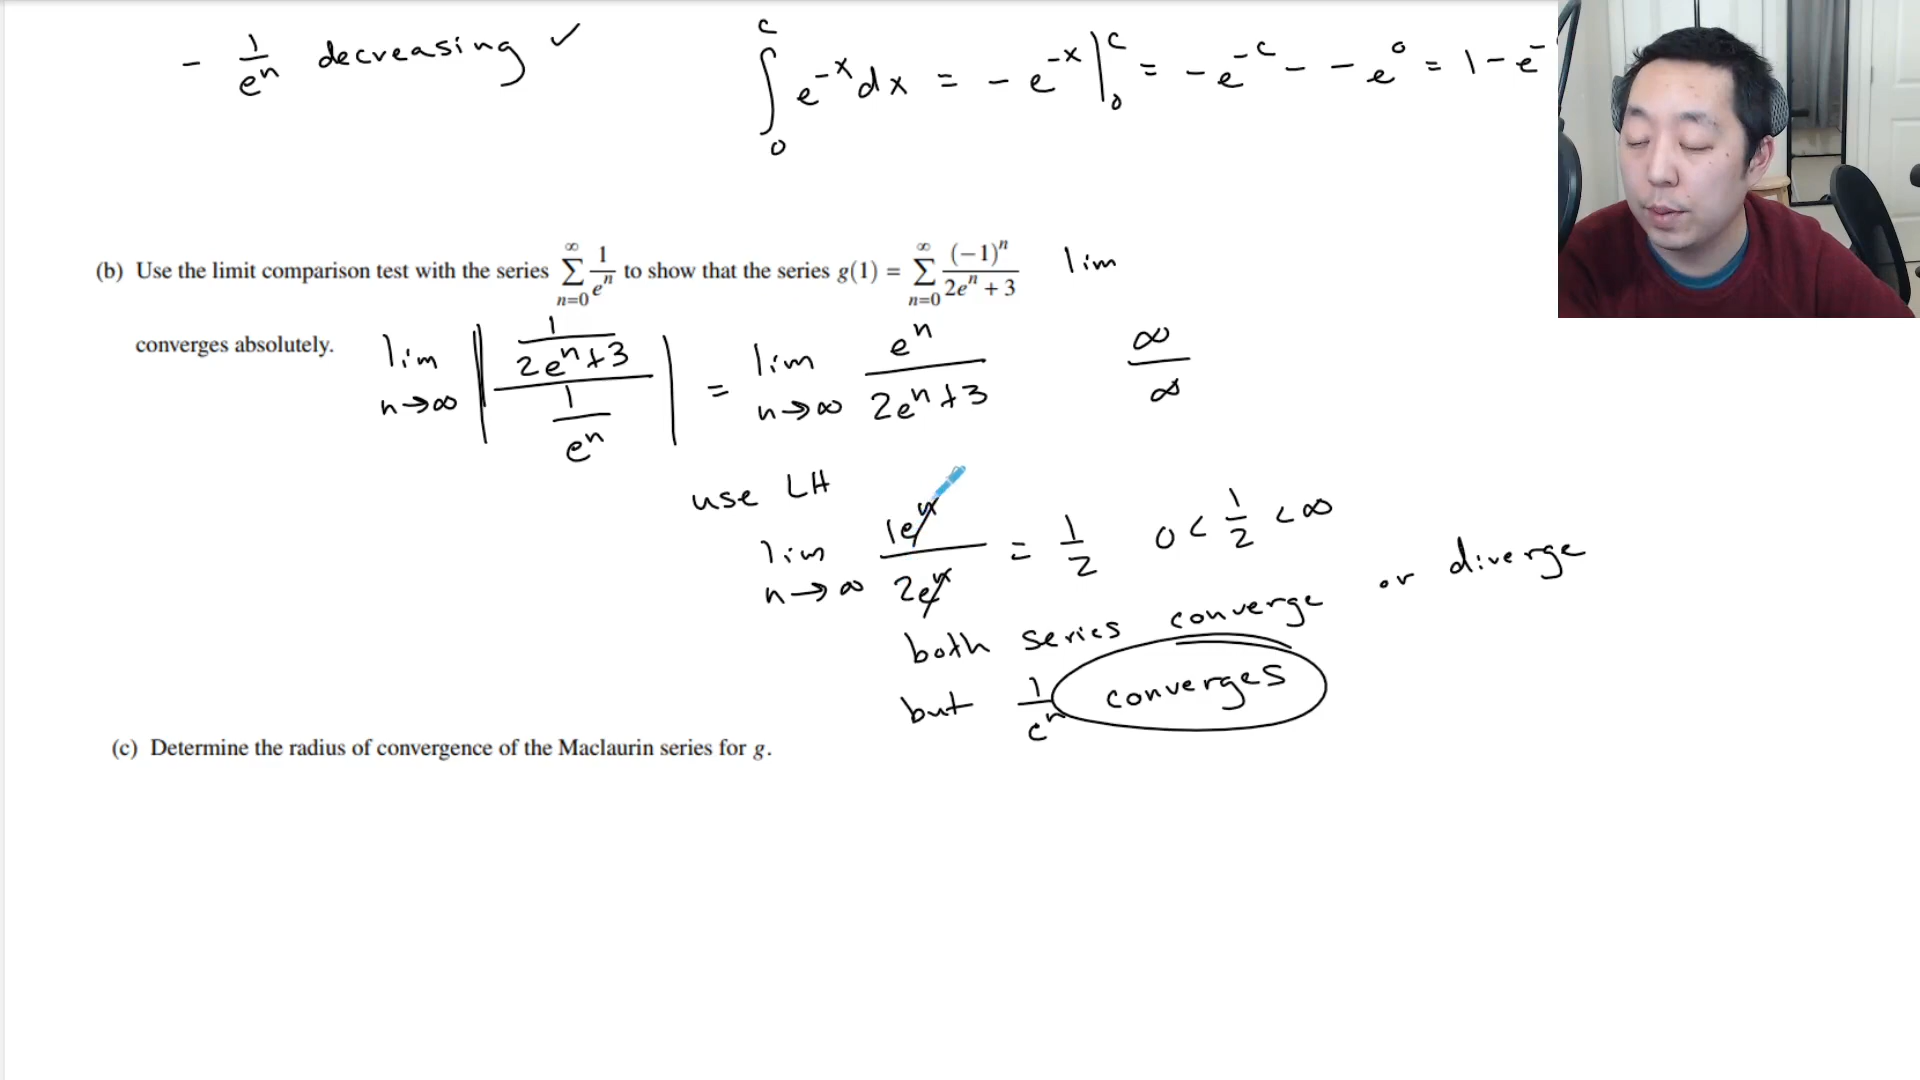 - 1/e^n decreasing ✓
∫_0^c e^{-x} dx = -e^{-x} |_0^c = -e^{-c} - -e^0 = 1 - e^-
(b) Use the limit comparison test with the series ∑_{n=0}^∞ 1/e^n to show that the series g(1) = ∑_{n=0}^∞ (-1)^n/(2e^n + 3) lim
converges absolutely. lim_{n→∞} | (1/(2e^n+3)) / (1/e^n) | = lim_{n→∞} e^n/(2e^n+3) ∞/∞
use LH
lim_{n→∞} 1e^n/2e^n = 1/2 0 < 1/2 < ∞
both series converge or diverge
but 1/e^n converges
(c) Determine the radius of convergence of the Maclaurin series for g.